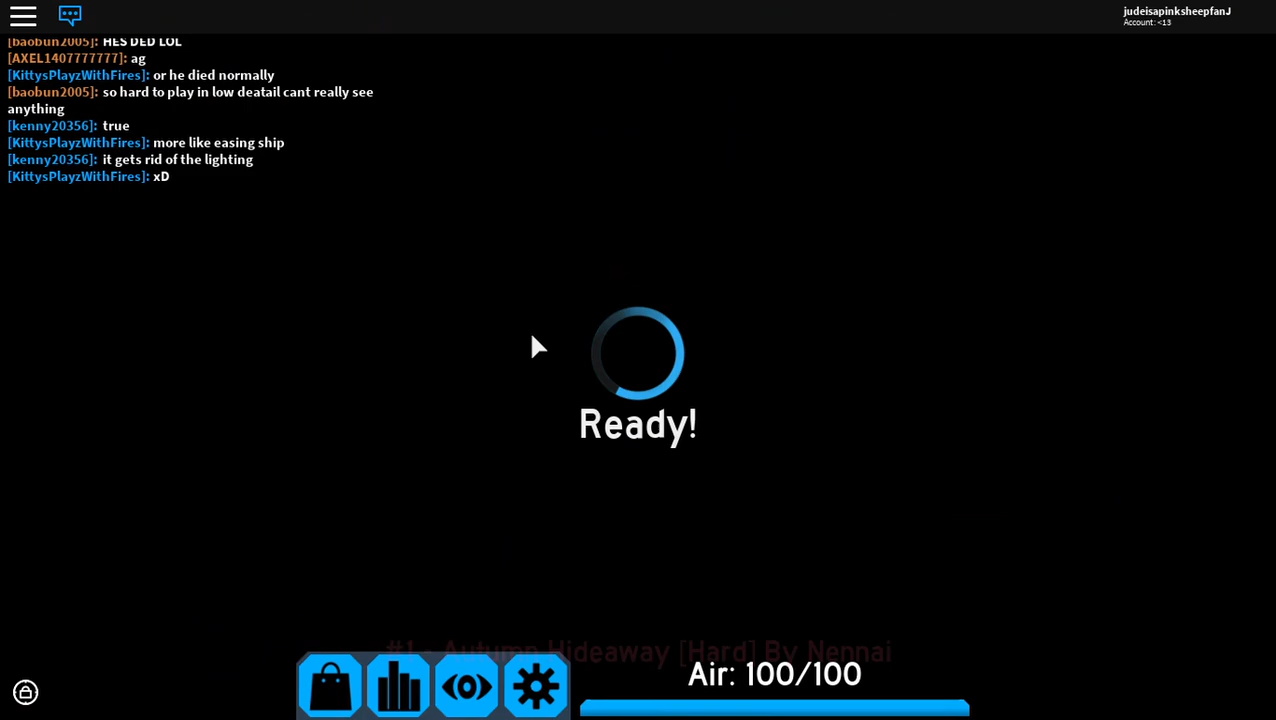 judeisapinksheepfanJ
Account: <13
[baobun2005]: HES DED LOL
[AXEL1407777777]: ag
[KittysPlayzWithFires]: or he died normally
[baobun2005]: so hard to play in low deatail cant really see
anything
[kenny20356]: true
[KittysPlayzWithFires]: more like easing ship
[kenny20356]: it gets rid of the lighting
[KittysPlayzWithFires]: xD
Ready!
#1 - Autumn Hideaway [Hard] By Nennai
Air: 100/100